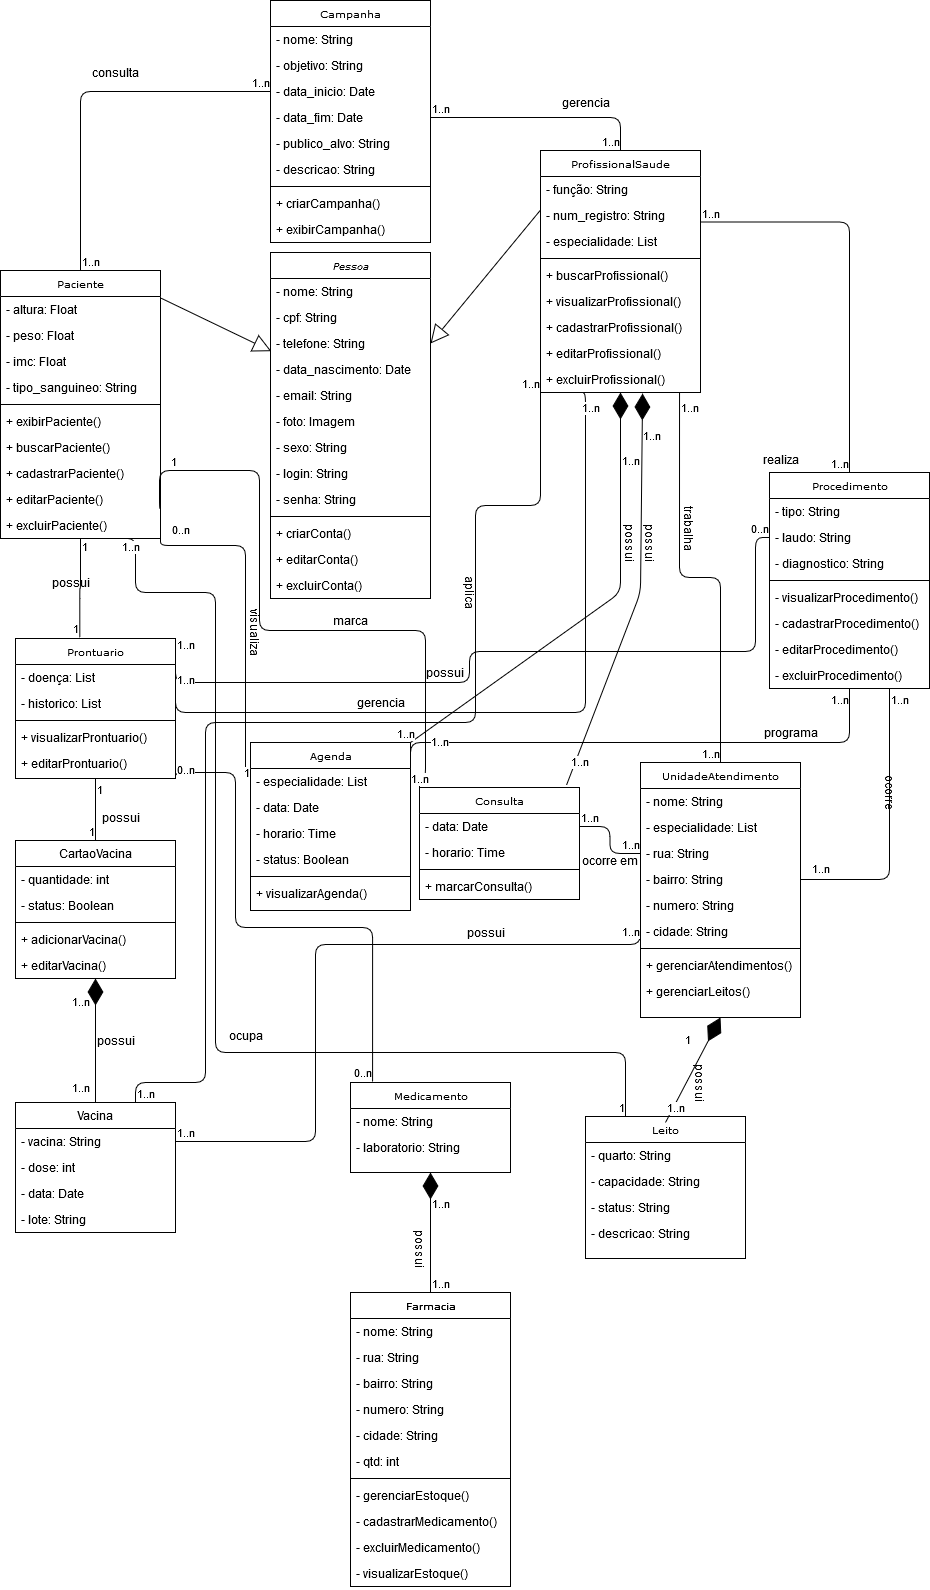 Campanha
- nome: String
- objetivo: String
- data_inicio: Date
- data_fim: Date
- publico_alvo: String
- descricao: String
+ criarCampanha()
+ exibirCampanha()
consulta
1..n
1..n
1..n
gerencia
1..n
ProfissionalSaude
- função: String
- num_registro: String
- especialidade: List
+ buscarProfissional()
+ visualizarProfissional()
+ cadastrarProfissional()
+ editarProfissional()
+ excluirProfissional()
1..n
Pessoa
- nome: String
- cpf: String
- telefone: String
- data_nascimento: Date
- email: String
- foto: Imagem
- sexo: String
- login: String
- senha: String
+ criarConta()
+ editarConta()
+ excluirConta()
Paciente
- altura: Float
- peso: Float
- imc: Float
- tipo_sanguineo: String
+ exibirPaciente()
+ buscarPaciente()
+ cadastrarPaciente()
+ editarPaciente()
+ excluirPaciente()
1..n
1..n
1..n
1..n
1..n
possui
possui
trabalha
realiza
1..n
Procedimento
- tipo: String
- laudo: String
- diagnostico: String
- visualizarProcedimento()
- cadastrarProcedimento()
- editarProcedimento()
- excluirProcedimento()
0..n
1
0..n
1
1..n
possui
1
aplica
visualiza
marca
Prontuario
- doença: List
- historico: List
+ visualizarProntuario()
+ editarProntuario()
1..n
1..n
possui
gerencia
0..n
1..n
1..n
programa
1..n
1..n
ocorre
1..n
1
1..n
1..n
Agenda
- especialidade: List
- data: Date
- horario: Time
- status: Boolean
+ visualizarAgenda()
Consulta
- data: Date
- horario: Time
+ marcarConsulta()
1..n
1..n
ocorre em
UnidadeAtendimento
- nome: String
- especialidade: List
- rua: String
- bairro: String
- numero: String
- cidade: String
+ gerenciarAtendimentos()
+ gerenciarLeitos()
1..n
1
possui
1
CartaoVacina
- quantidade: int
- status: Boolean
+ adicionarVacina()
+ editarVacina()
possui
1..n
1..n
possui
1..n
ocupa
1
possui
1..n
1
0..n
1..n
1..n
Vacina
- vacina: String
- dose: int
- data: Date
- lote: String
Medicamento
- nome: String
- laboratorio: String
Leito
- quarto: String
- capacidade: String
- status: String
- descricao: String
1..n
possui
1..n
Farmacia
- nome: String
- rua: String
- bairro: String
- numero: String
- cidade: String
- qtd: int
- gerenciarEstoque()
- cadastrarMedicamento()
- excluirMedicamento()
- visualizarEstoque()